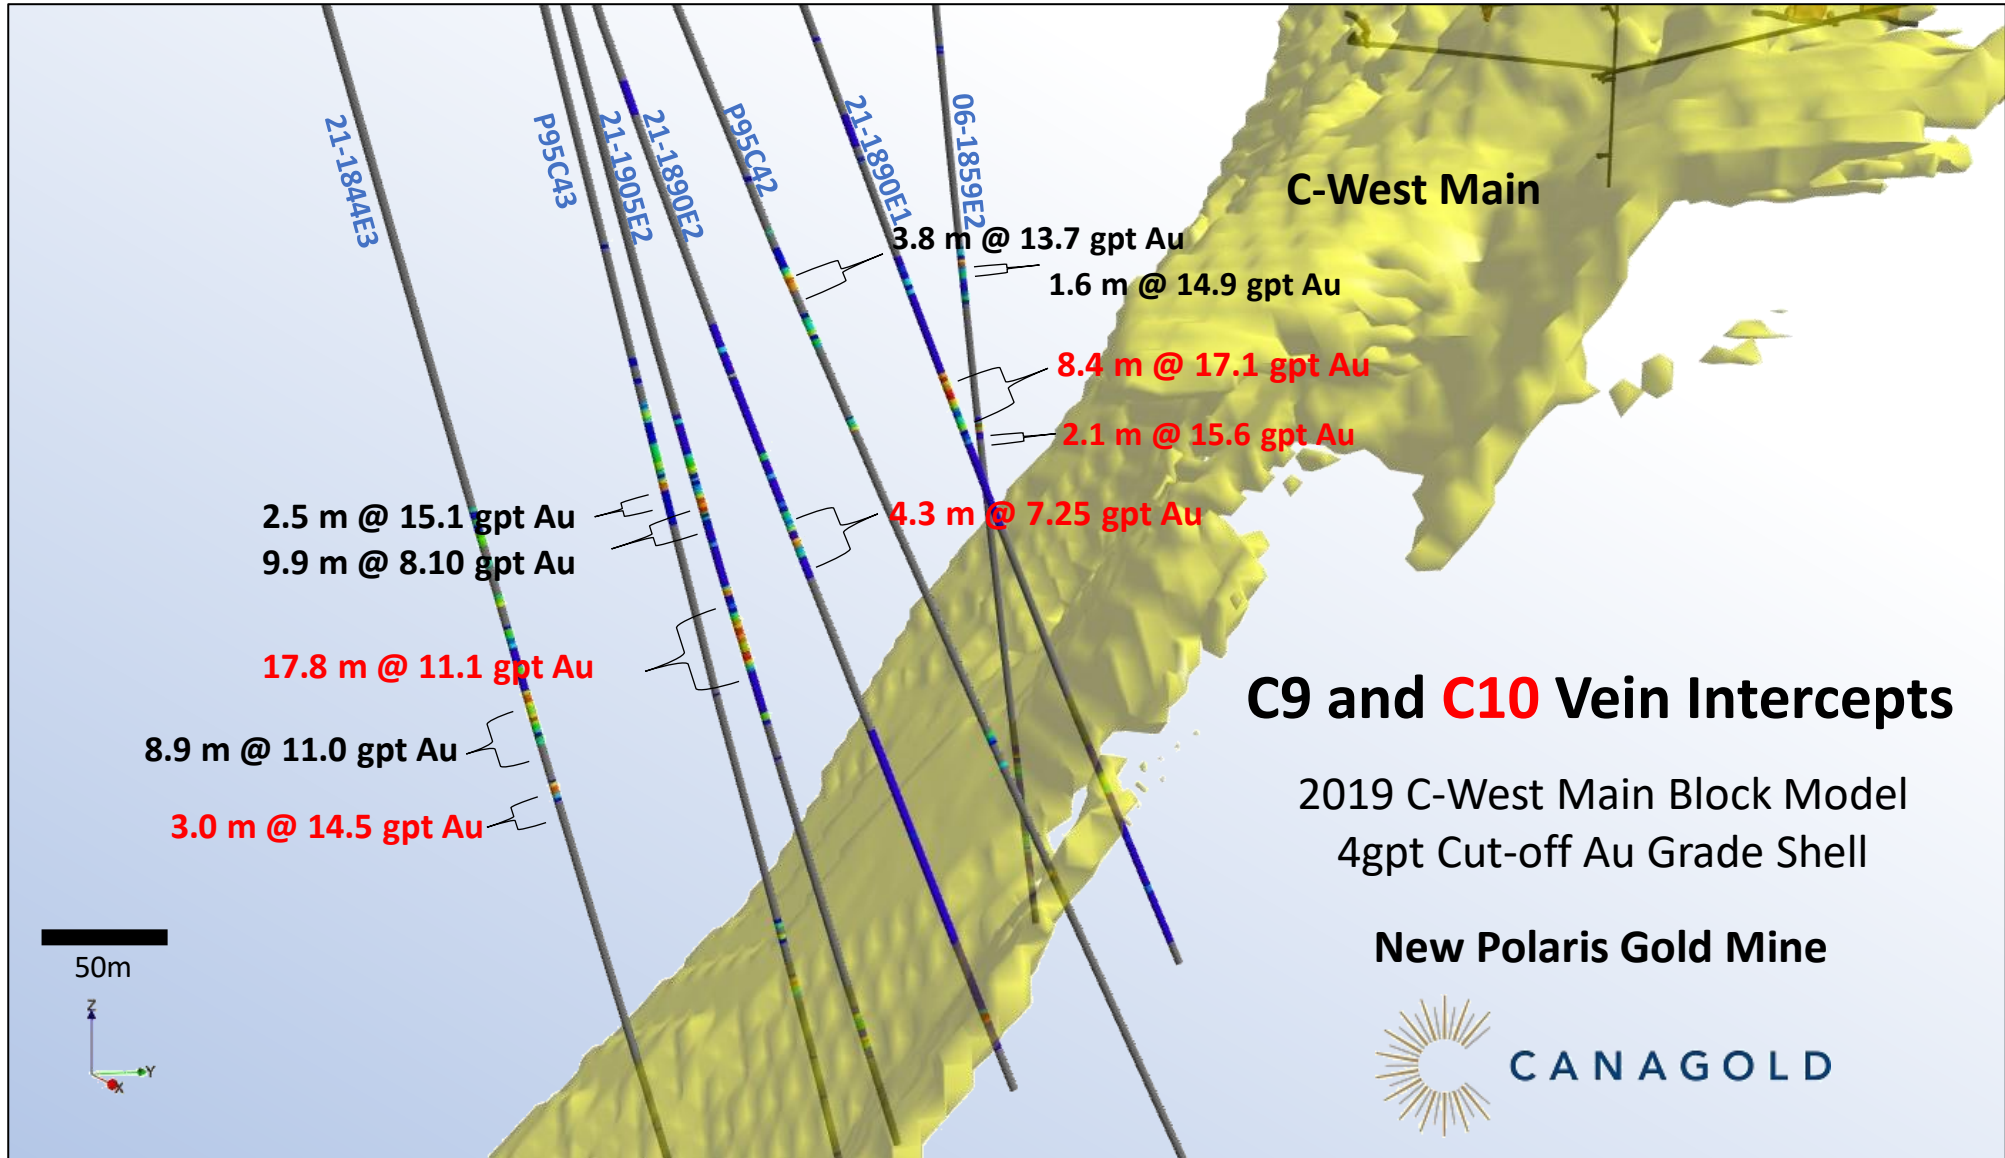 21-1844E3
P95C43
21-1905E2
21-1890E2
P95C42
21-1890E1
06-1859E2
C-West Main
3.8 m @ 13.7 gpt Au
1.6 m @ 14.9 gpt Au
8.4 m @ 17.1 gpt Au
2.1 m @ 15.6 gpt Au
2.5 m @ 15.1 gpt Au
4.3 m @ 7.25 gpt Au
9.9 m @ 8.10 gpt Au
17.8 m @ 11.1 gpt Au
8.9 m @ 11.0 gpt Au
3.0 m @ 14.5 gpt Au
C9 and C10 Vein Intercepts
2019 C-West Main Block Model
4gpt Cut-off Au Grade Shell
New Polaris Gold Mine
CANAGOLD
50m
Z
Y
X